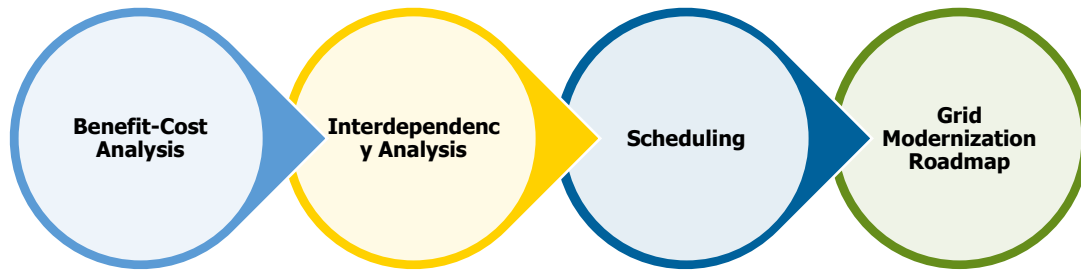 Benefit-Cost
Analysis
Interdependenc
y Analysis
Scheduling
Grid
Modernization
Roadmap